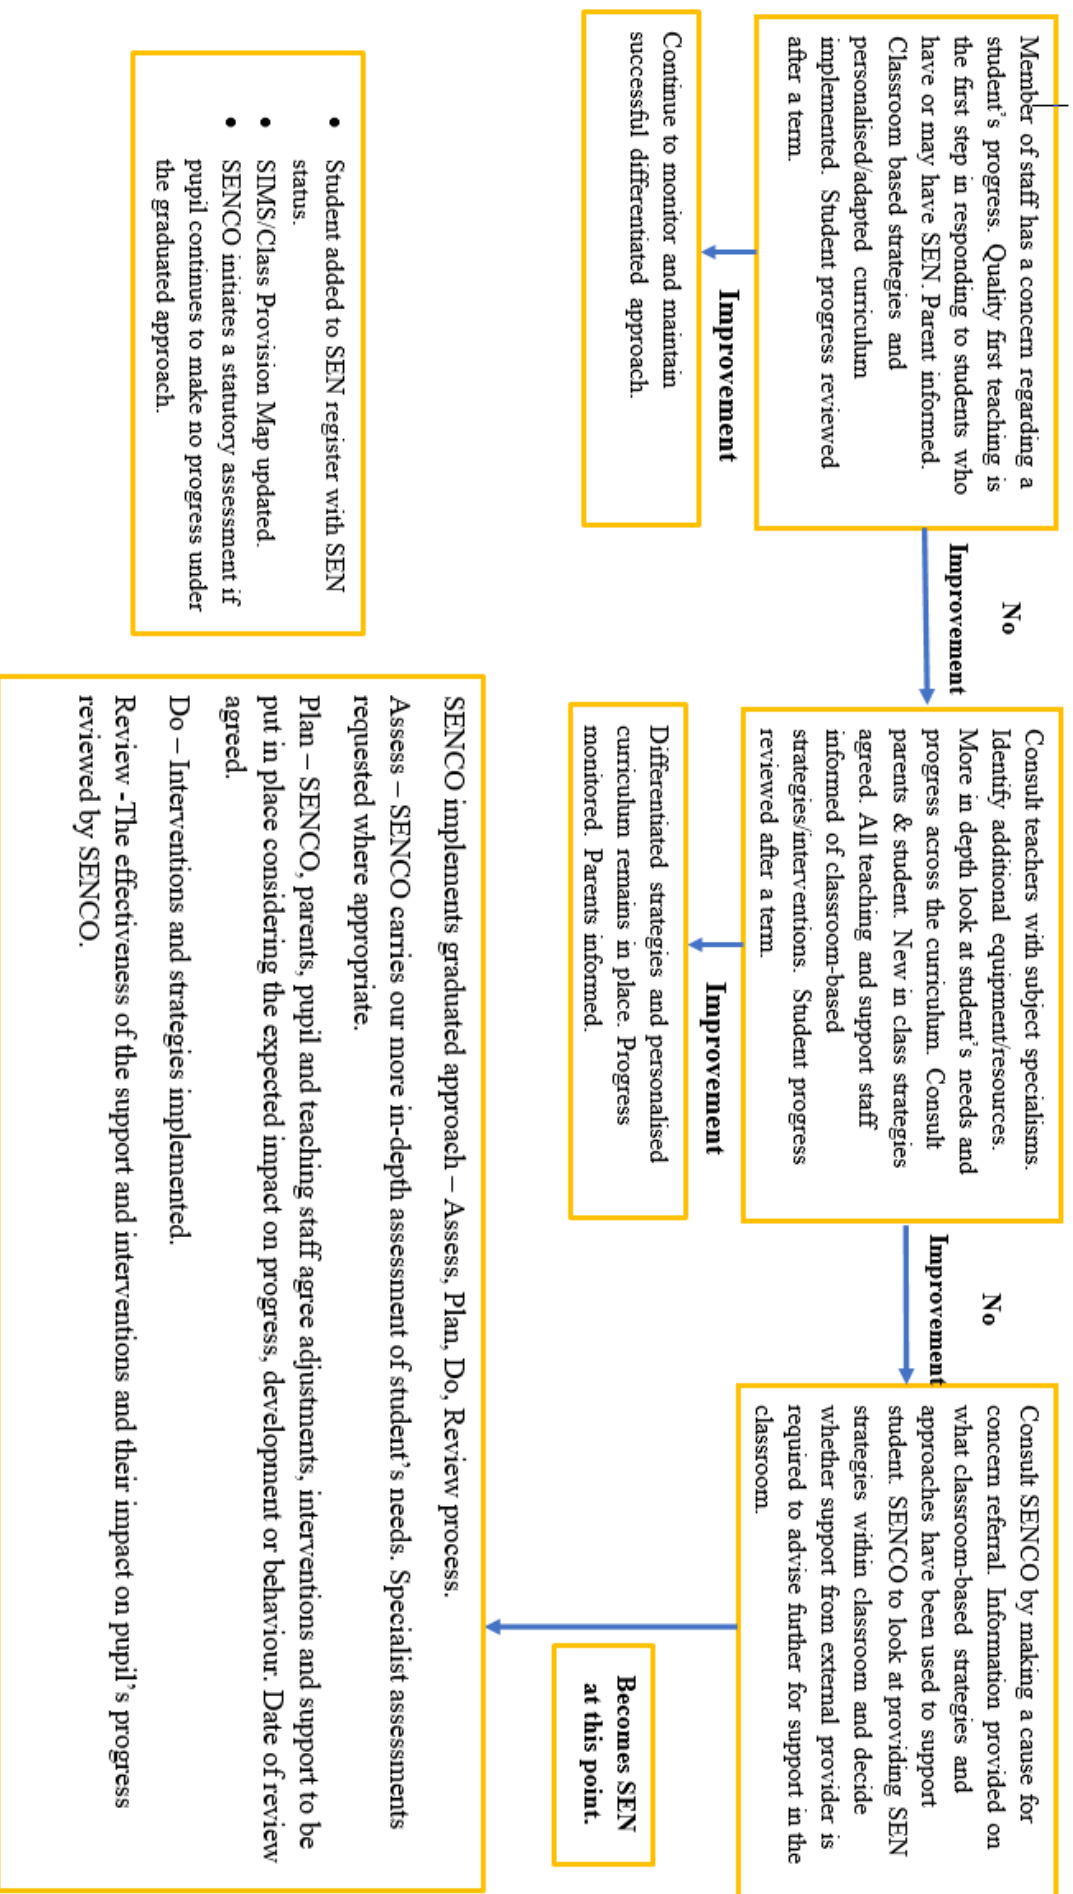 Member of staff has a concern regarding a
student's progress. Quality first teaching is
the first step in responding to students who
have or may have SEN. Parent informed.
Classroom based strategies and
personalised/adapted curriculum
implemented. Student progress reviewed
after a term.
No
Improvement
Consult teachers with subject specialisms.
Identify additional equipment/resources.
More in depth look at student's needs and
progress across the curriculum. Consult
parents & student. New in class strategies
agreed. All teaching and support staff
informed of classroom-based
strategies/interventions. Student progress
reviewed after a term.
No
Improvement
Consult SENCO by making a cause for
concern referral. Information provided on
what classroom-based strategies and
approaches have been used to support
student. SENCO to look at providing SEN
strategies within classroom and decide
whether support from external provider is
required to advise further for support in the
classroom.
Improvement
Continue to monitor and maintain
successful differentiated approach.
Improvement
Differentiated strategies and personalised
curriculum remains in place. Progress
monitored. Parents informed.
Becomes SEN
at this point.
SENCO implements graduated approach – Assess, Plan, Do, Review process.
Assess – SENCO carries our more in-depth assessment of student's needs. Specialist assessments
requested where appropriate.
Plan – SENCO, parents, pupil and teaching staff agree adjustments, interventions and support to be
put in place considering the expected impact on progress, development or behaviour. Date of review
agreed.
Do – Interventions and strategies implemented.
Review -The effectiveness of the support and interventions and their impact on pupil's progress
reviewed by SENCO.
• Student added to SEN register with SEN
status.
• SIMS/Class Provision Map updated.
• SENCO initiates a statutory assessment if
pupil continues to make no progress under
the graduated approach.